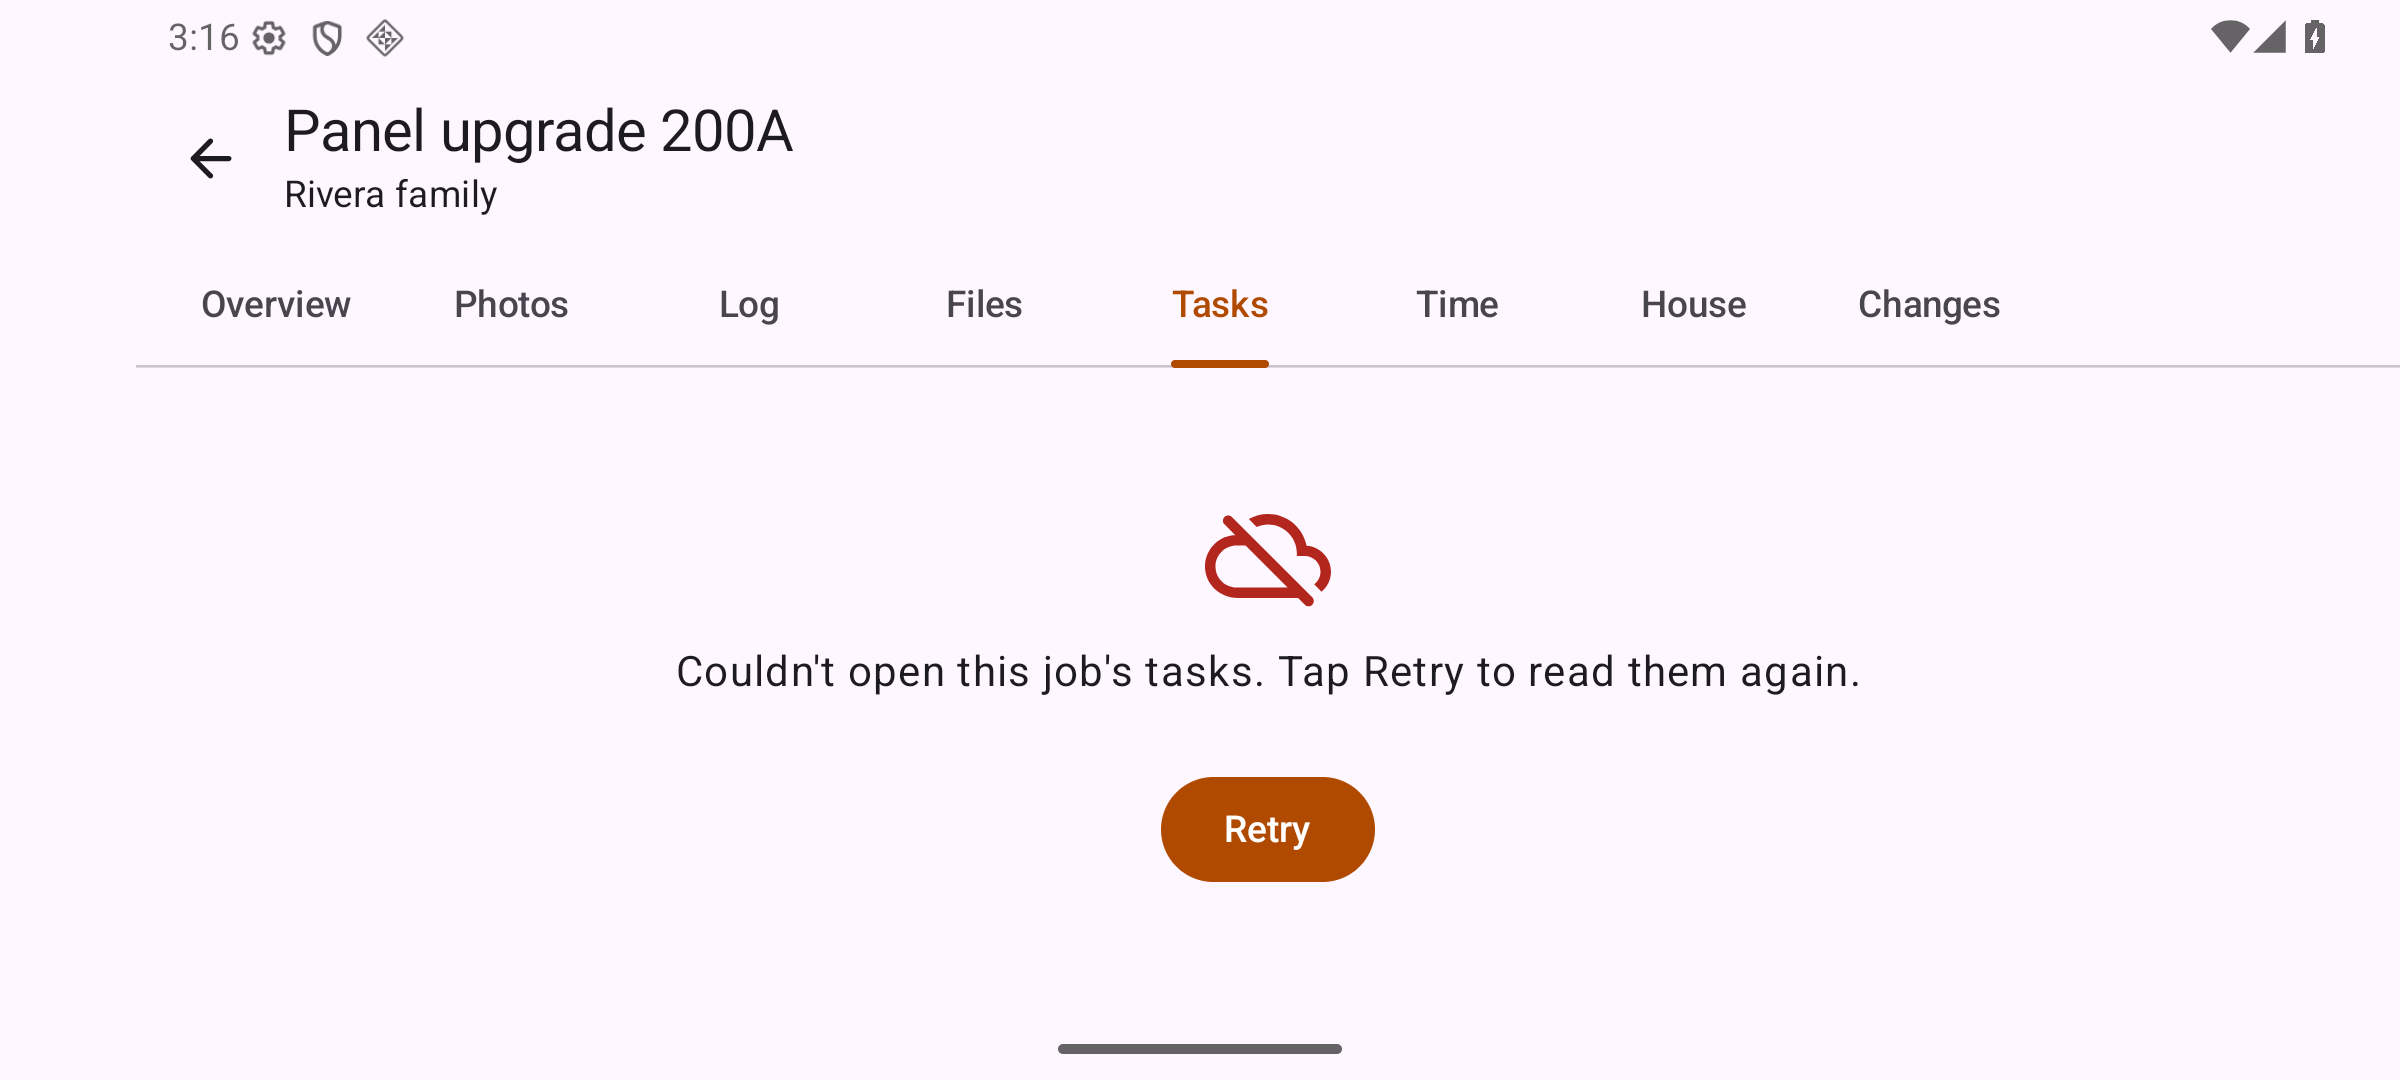 3:16
Panel upgrade 200A
Rivera family
Overview Photos Log Files Tasks Time House Changes
Couldn't open this job's tasks. Tap Retry to read them again.
Retry